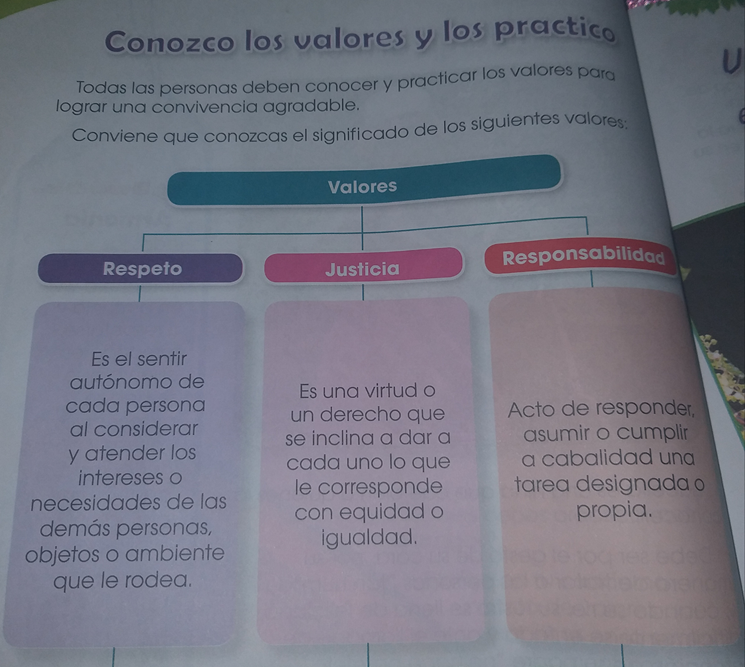 Conozco los valores y los practico
Todas las personas deben conocer y practicar los valores para
lograr una convivencia agradable.
Conviene que conozcas el significado de los siguientes valores:
Valores
Respeto
Es el sentir
autónomo de
cada persona
al considerar
y atender los
intereses o
necesidades de las
demás personas,
objetos o ambiente
que le rodea.
Justicia
Es una virtud o
un derecho que
se inclina a dar a
cada uno lo que
le corresponde
con equidad o
igualdad.
Responsabilidad
Acto de responder,
asumir o cumplir
a cabalidad una
tarea designada o
propia.